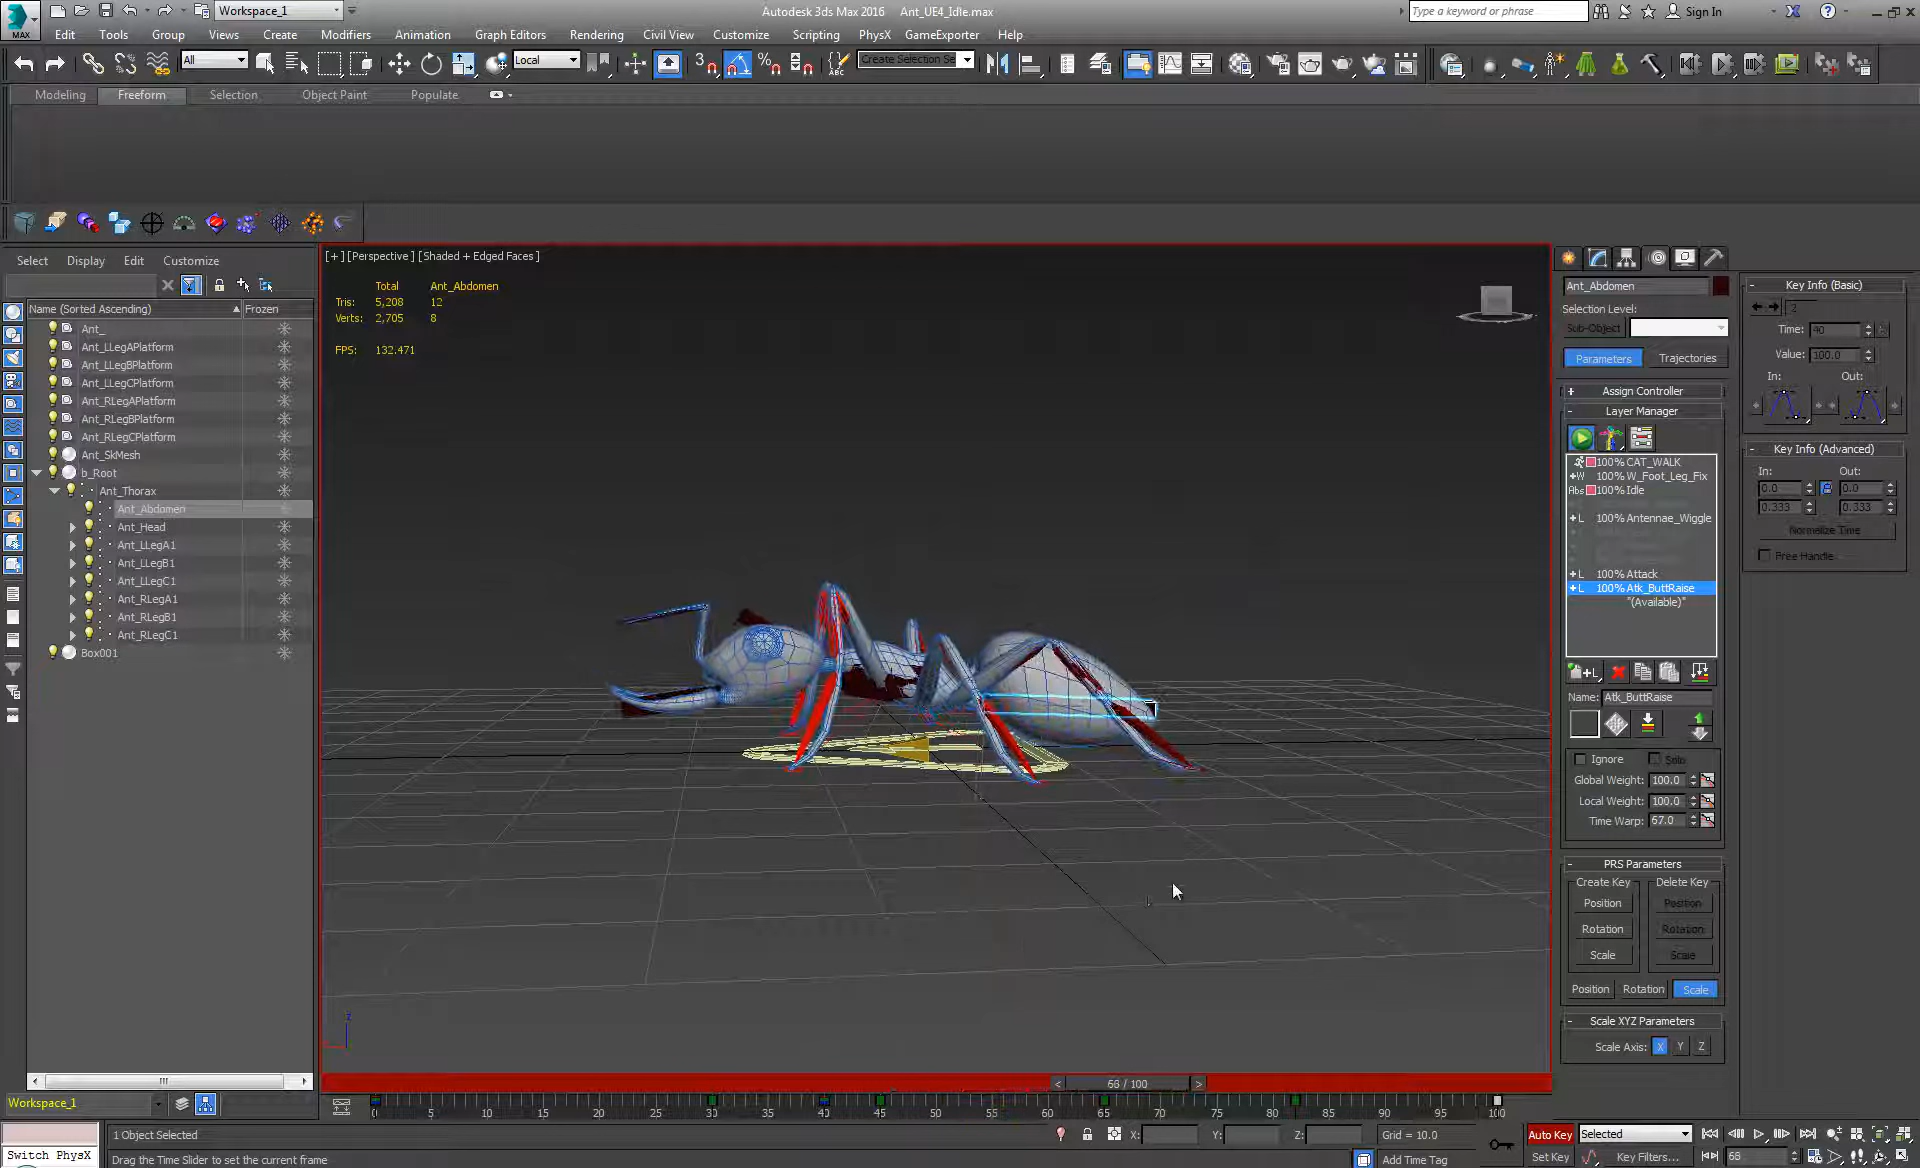 Workspace_1
Autodesk 3ds Max 2016 Ant_UE4_Idle.max
Type a keyword or phrase
Sign In
MAX
Edit Tools Group Views Create Modifiers Animation Graph Editors Rendering Civil View Customize Scripting PhysX GameExporter Help
All
Local
Create Selection Se
Modeling Freeform Selection Object Paint Populate
Select Display Edit Customize
Name (Sorted Ascending) Frozen
Ant_
Ant_LLegAPlatform
Ant_LLegBPlatform
Ant_LLegCPlatform
Ant_RLegAPlatform
Ant_RLegBPlatform
Ant_RLegCPlatform
Ant_SkMesh
b_Root
Ant_Thorax
Ant_Abdomen
Ant_Head
Ant_LLegA1
Ant_LLegB1
Ant_LLegC1
Ant_RLegA1
Ant_RLegB1
Ant_RLegC1
Box001
[+] [Perspective] [Shaded + Edged Faces]
Total Ant_Abdomen
Tris: 5,208 12
Verts: 2,705 8
FPS: 132.471
Ant_Abdomen
Selection Level:
Sub-Object
Parameters Trajectories
+ Assign Controller
- Layer Manager
100% CAT_WALK
+W 100% W_Foot_Leg_Fix
Abs 100% Idle
+L 100% Antennae_Wiggle
+L 100% Attack
+L 100% Atk_ButtRaise
"(Available)"
Name: Atk_ButtRaise
Ignore Solo
Global Weight: 100.0
Local Weight: 100.0
Time Warp: 67.0
- PRS Parameters
Create Key Delete Key
Position Position
Rotation Rotation
Scale Scale
Position Rotation Scale
- Scale XYZ Parameters
Scale Axis: X Y Z
- Key Info (Basic)
2
Time: 40
Value: 100.0
In: Out:
- Key Info (Advanced)
In: Out:
0.0 0.0
0.333 0.333
Normalize Time
Free Handle
z
< 66 / 100 >
Workspace_1
0 5 10 15 20 25 30 35 40 45 50 55 60 65 70 75 80 85 90 95 100
1 Object Selected
X: Y: Z: Grid = 10.0
Auto Key Selected
Switch PhysX
Drag the Time Slider to set the current frame
Add Time Tag
Set Key Key Filters...